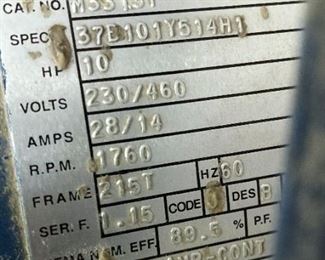 CAT. NO.
SPEC. 37E101Y514H1
HP 10
VOLTS 230/460
AMPS 28/14
R.P.M. 1760
FRAME 215T HZ 60
SER. F. 1.15 CODE J DES B
NOM. EFF. 89.5 % P.F.